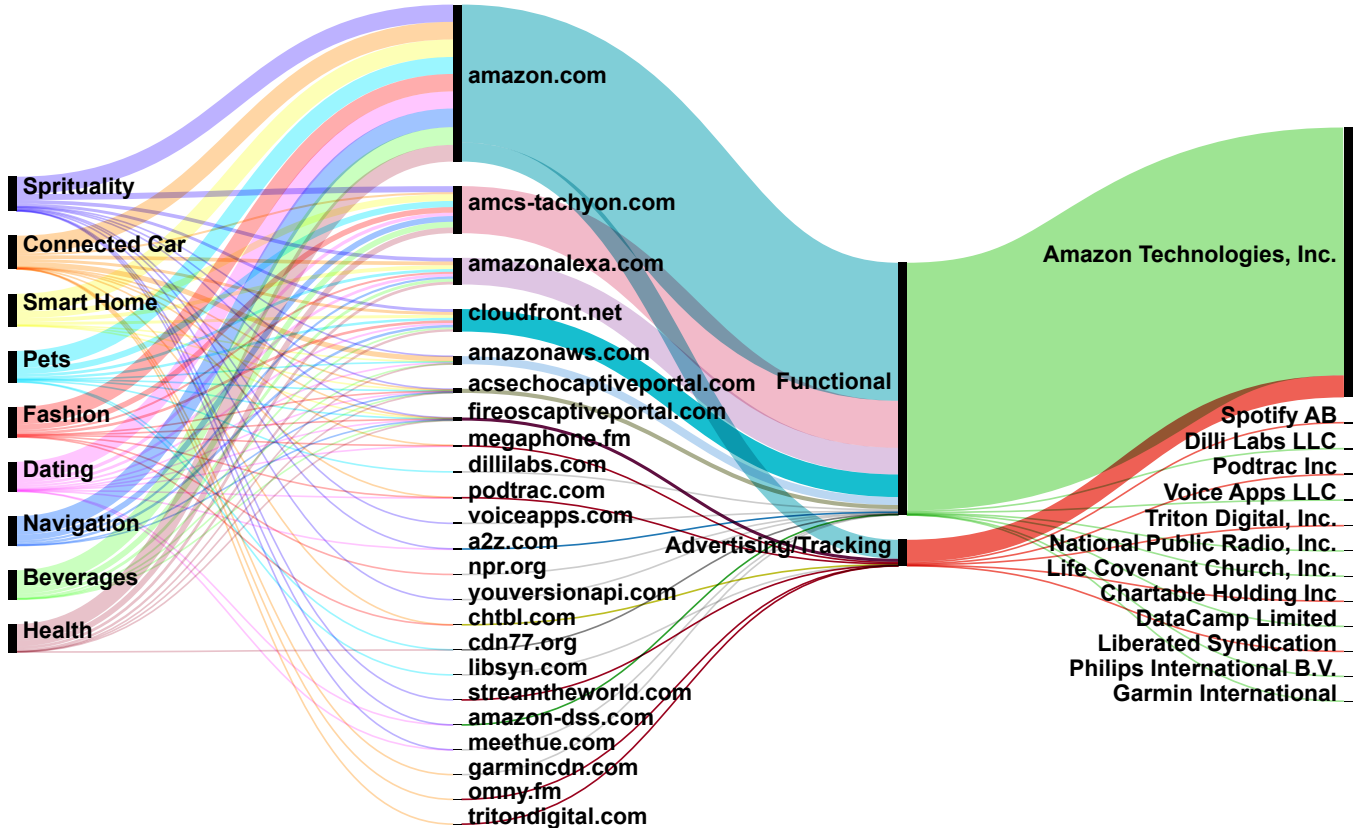 Sprituality
Connected Car
Smart Home
Pets
Fashion
Dating
Navigation
Beverages
Health
amazon.com
amcs-tachyon.com
amazonalexa.com
cloudfront.net
amazonaws.com
acsechocaptiveportal.com
fireoscaptiveportal.com
megaphone.fm
dillilabs.com
podtrac.com
voiceapps.com
a2z.com
npr.org
youversionapi.com
chtbl.com
cdn77.org
libsyn.com
streamtheworld.com
amazon-dss.com
meethue.com
garmincdn.com
omny.fm
tritondigital.com
Functional
Advertising/Tracking
Amazon Technologies, Inc.
Spotify AB
Dilli Labs LLC
Podtrac Inc
Voice Apps LLC
Triton Digital, Inc.
National Public Radio, Inc.
Life Covenant Church, Inc.
Chartable Holding Inc
DataCamp Limited
Liberated Syndication
Philips International B.V.
Garmin International